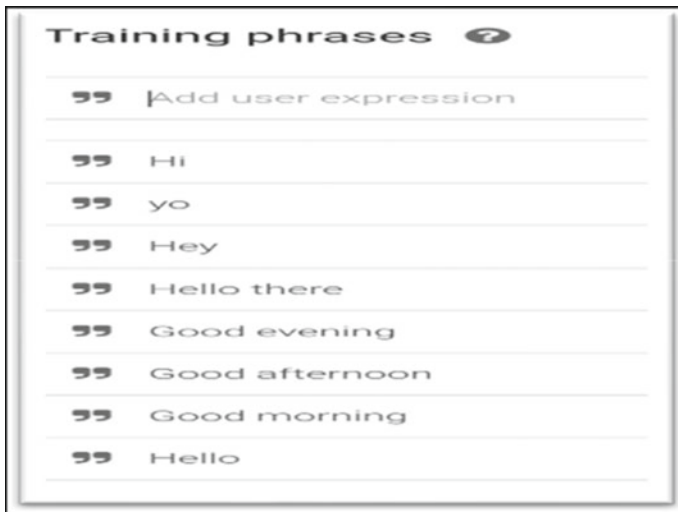 Training phrases ?
Add user expression
Hi
yo
Hey
Hello there
Good evening
Good afternoon
Good morning
Hello